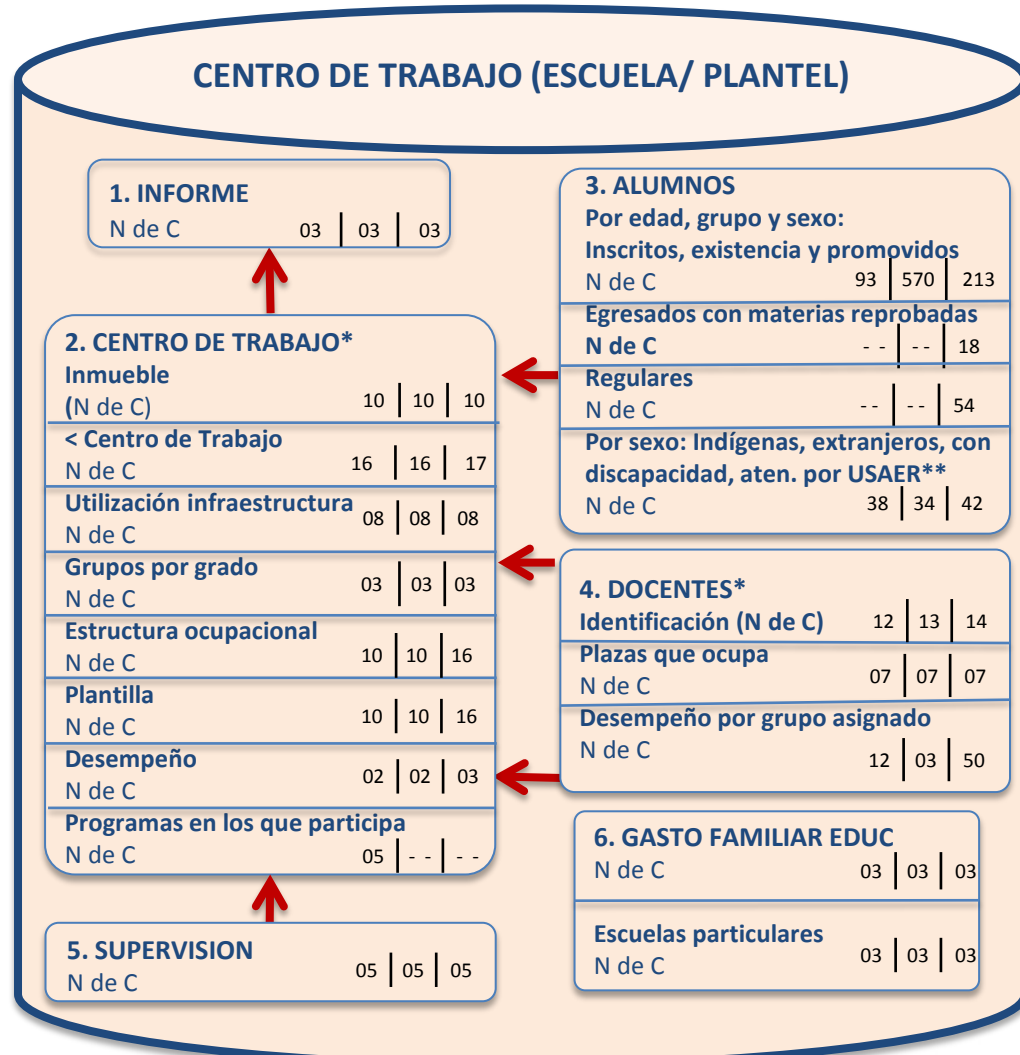 CENTRO DE TRABAJO (ESCUELA/ PLANTEL)
1. INFORME
N de C 03 03 03
2. CENTRO DE TRABAJO*
Inmueble
(N de C) 10 10 10
< Centro de Trabajo
N de C 16 16 17
Utilización infraestructura
N de C 08 08 08
Grupos por grado
N de C 03 03 03
Estructura ocupacional
N de C 10 10 16
Plantilla
N de C 10 10 16
Desempeño
N de C 02 02 03
Programas en los que participa
N de C 05 - - - -
5. SUPERVISION
N de C 05 05 05
3. ALUMNOS
Por edad, grupo y sexo:
Inscritos, existencia y promovidos
N de C 93 570 213
Egresados con materias reprobadas
N de C - - - - 18
Regulares
N de C - - - - 54
Por sexo: Indígenas, extranjeros, con
discapacidad, aten. por USAER**
N de C 38 34 42
4. DOCENTES*
Identificación (N de C) 12 13 14
Plazas que ocupa
N de C 07 07 07
Desempeño por grupo asignado
N de C 12 03 50
6. GASTO FAMILIAR EDUC
N de C 03 03 03
Escuelas particulares
N de C 03 03 03